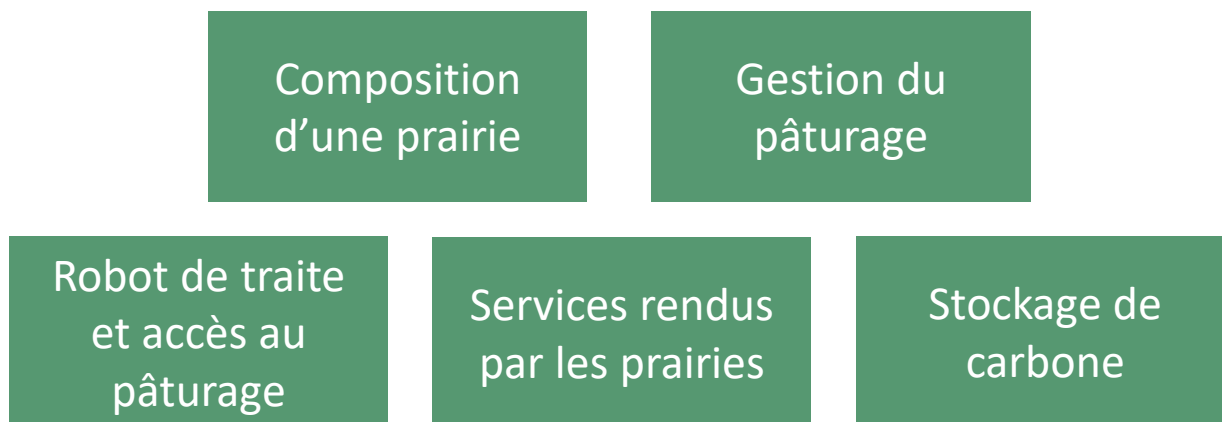 Composition
d’une prairie
Gestion du
pâturage
Robot de traite
et accès au
pâturage
Services rendus
par les prairies
Stockage de
carbone